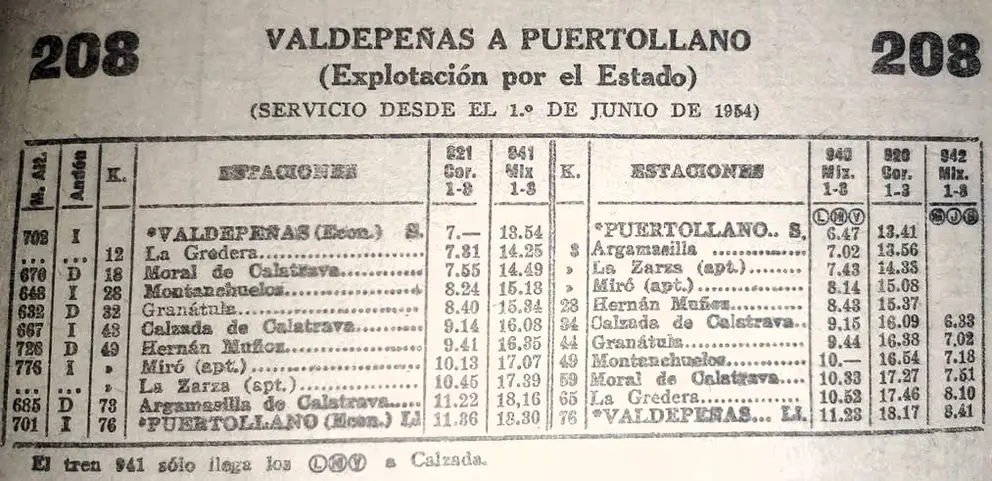 208 VALDEPEÑAS A PUERTOLLANO 208
(Explotación por el Estado)
(SERVICIO DESDE EL 1.º DE JUNIO DE 1954)
M. Alt. Andén K. ESTACIONES 821 Cor. 1-3 941 Mix 1-3 K. ESTACIONES 940 Mix. 1-3 820 Cor. 1-3 942 Mix. 1-3
Ⓛ Ⓜ Ⓥ Ⓜ Ⓙ Ⓢ
702 I *VALDEPEÑAS (Econ.) S. 7.— 13.54 *PUERTOLLANO.. S. 6.47 13.41
... ... 12 La Gredera 7.31 14.25 3 Argamasilla 7.02 13.56
670 D 18 Moral de Calatrava 7.55 14.49 » La Zarza (apt.) 7.43 14.38
648 I 28 Montanchuelos 8.24 15.18 » Miró (apt.) 8.14 15.08
632 D 32 Granátula 8.40 15.34 28 Hernán Muñoz 8.43 15.37
667 I 43 Calzada de Calatrava 9.14 16.08 34 Calzada de Calatrava 9.15 16.09 6.33
726 D 49 Hernán Muñoz 9.41 16.35 44 Granátula 9.44 16.38 7.02
776 I » Miró (apt.) 10.13 17.07 49 Montanchuelos 10.— 16.54 7.18
... ... » La Zarza (apt.) 10.45 17.39 59 Moral de Calatrava 10.33 17.27 7.51
685 D 73 Argamasilla de Calatrava 11.22 18,16 65 La Gredera 10.52 17.46 8.10
701 I 76 *PUERTOLLANO (Econ.) Ll 11.36 18.30 76 *VALDEPEÑAS... Ll. 11.23 18.17 8.41
El tren 941 sólo llega los Ⓛ Ⓜ Ⓥ a Calzada.